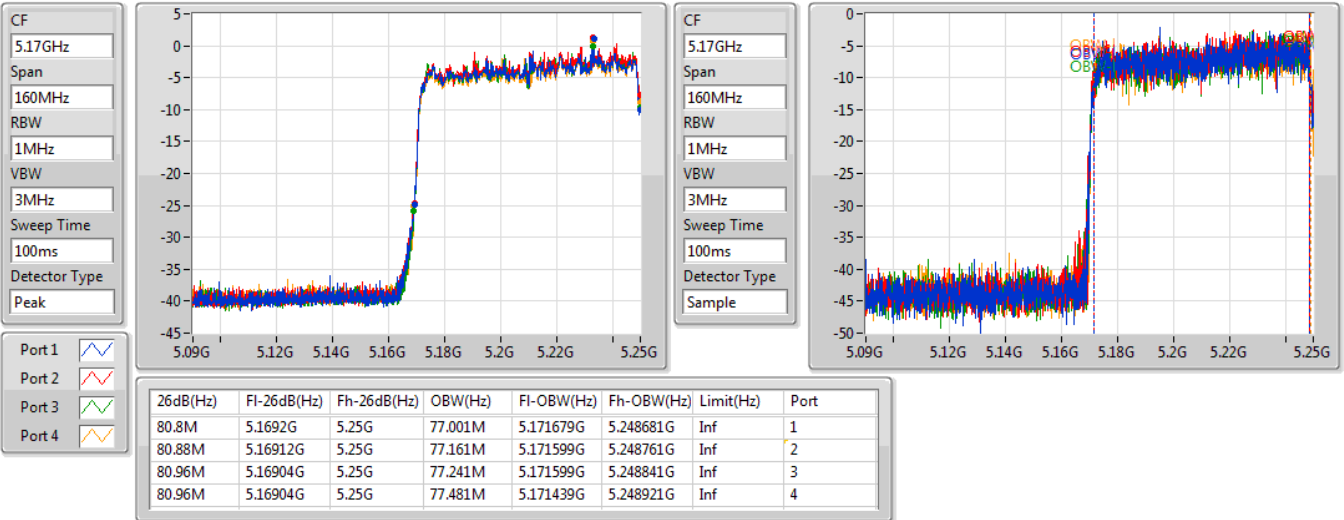 CF
5.17GHz
Span
160MHz
RBW
1MHz
VBW
3MHz
Sweep Time
100ms
Detector Type
Peak
5
0
-5
-10
-15
-20
-25
-30
-35
-40
-45
5.09G 5.12G 5.14G 5.16G 5.18G 5.2G 5.22G 5.25G
CF
5.17GHz
Span
160MHz
RBW
1MHz
VBW
3MHz
Sweep Time
100ms
Detector Type
Sample
0
-5
-10
-15
-20
-25
-30
-35
-40
-45
-50
5.09G 5.12G 5.14G 5.16G 5.18G 5.2G 5.22G 5.25G
Port 1
Port 2
Port 3
Port 4
26dB(Hz) Fl-26dB(Hz) Fh-26dB(Hz) OBW(Hz) Fl-OBW(Hz) Fh-OBW(Hz) Limit(Hz) Port
80.8M 5.1692G 5.25G 77.001M 5.171679G 5.248681G Inf 1
80.88M 5.16912G 5.25G 77.161M 5.171599G 5.248761G Inf 2
80.96M 5.16904G 5.25G 77.241M 5.171599G 5.248841G Inf 3
80.96M 5.16904G 5.25G 77.481M 5.171439G 5.248921G Inf 4